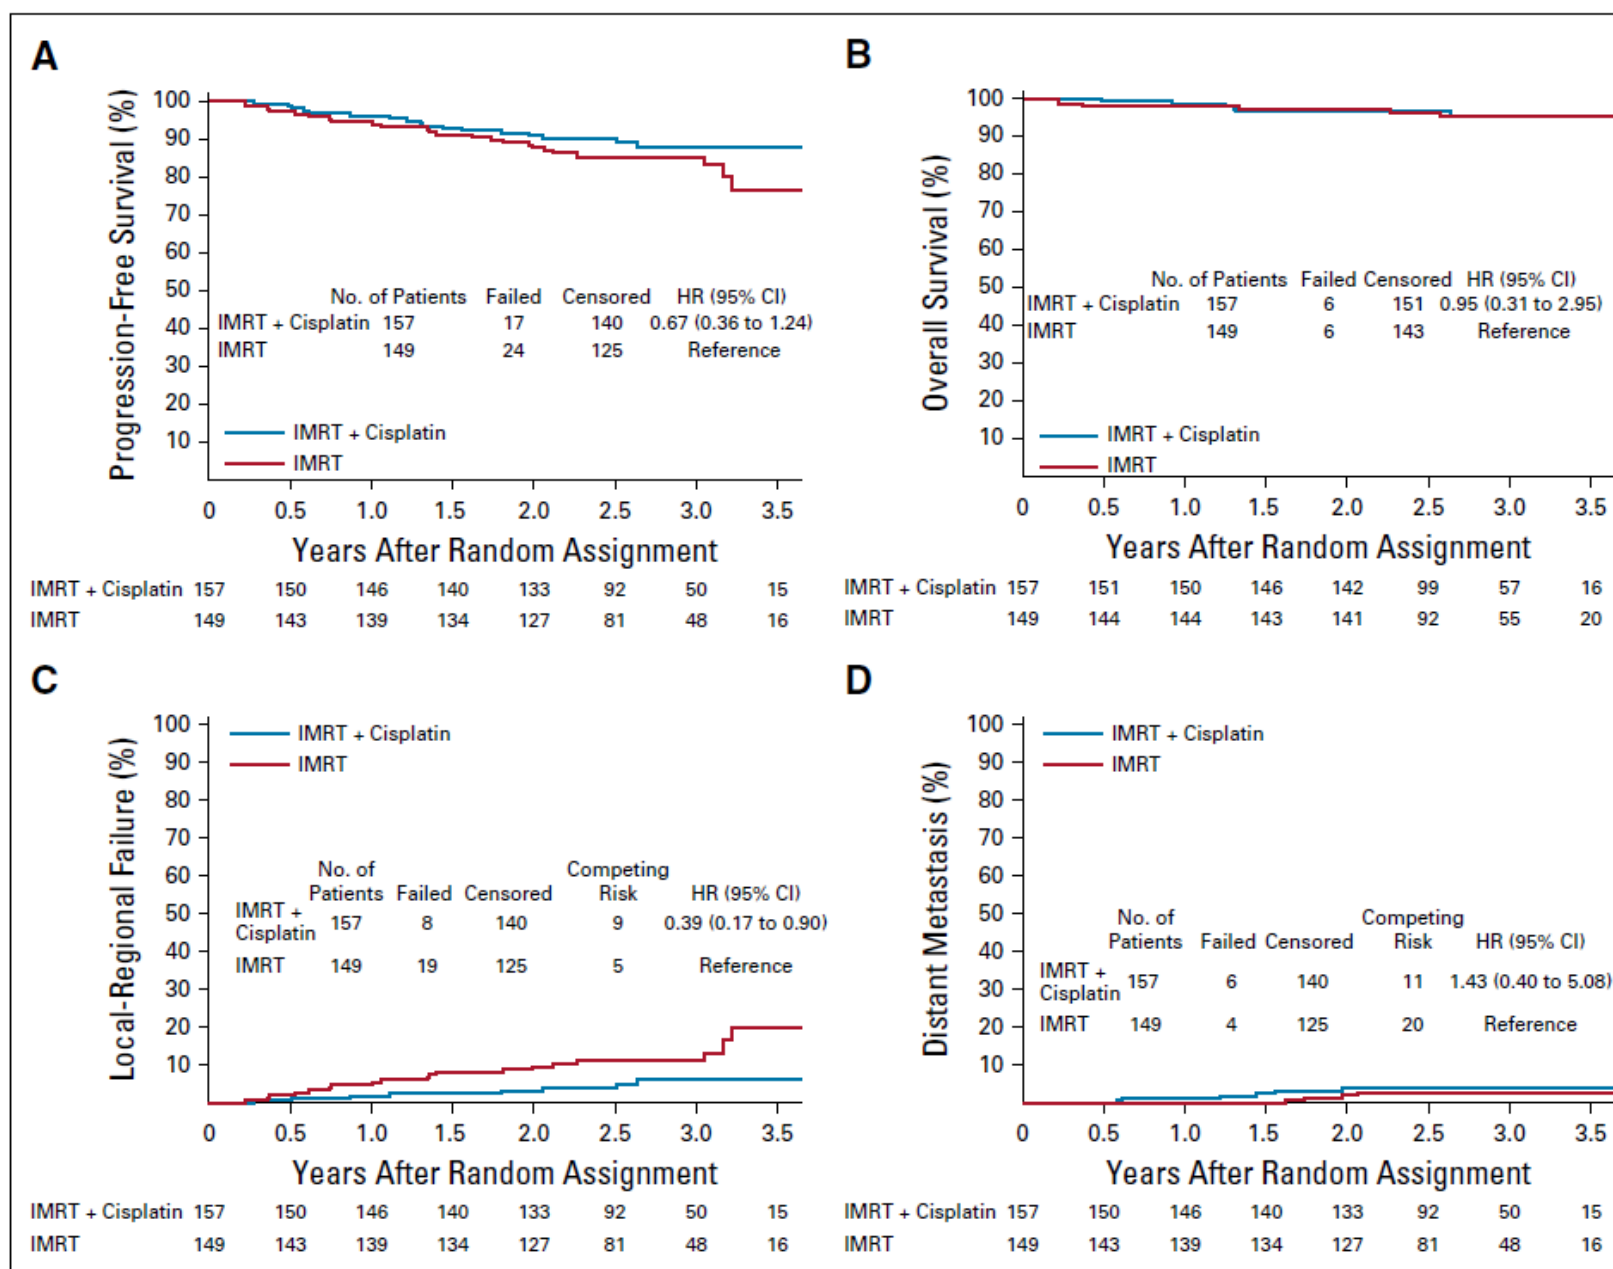 A
Progression-Free Survival (%)
100
90
80
70
60
50
40
30
20
10
No. of Patients Failed Censored HR (95% CI)
IMRT + Cisplatin 157 17 140 0.67 (0.36 to 1.24)
IMRT 149 24 125 Reference
IMRT + Cisplatin
IMRT
0 0.5 1.0 1.5 2.0 2.5 3.0 3.5
Years After Random Assignment
IMRT + Cisplatin 157 150 146 140 133 92 50 15
IMRT 149 143 139 134 127 81 48 16
B
Overall Survival (%)
100
90
80
70
60
50
40
30
20
10
No. of Patients Failed Censored HR (95% CI)
IMRT + Cisplatin 157 6 151 0.95 (0.31 to 2.95)
IMRT 149 6 143 Reference
IMRT + Cisplatin
IMRT
0 0.5 1.0 1.5 2.0 2.5 3.0 3.5
Years After Random Assignment
IMRT + Cisplatin 157 151 150 146 142 99 57 16
IMRT 149 144 144 143 141 92 55 20
C
Local-Regional Failure (%)
100
90
80
70
60
50
40
30
20
10
IMRT + Cisplatin
IMRT
No. of Competing
Patients Failed Censored Risk HR (95% CI)
IMRT +
Cisplatin 157 8 140 9 0.39 (0.17 to 0.90)
IMRT 149 19 125 5 Reference
0 0.5 1.0 1.5 2.0 2.5 3.0 3.5
Years After Random Assignment
IMRT + Cisplatin 157 150 146 140 133 92 50 15
IMRT 149 143 139 134 127 81 48 16
D
Distant Metastasis (%)
100
90
80
70
60
50
40
30
20
10
IMRT + Cisplatin
IMRT
No. of Competing
Patients Failed Censored Risk HR (95% CI)
IMRT +
Cisplatin 157 6 140 11 1.43 (0.40 to 5.08)
IMRT 149 4 125 20 Reference
0 0.5 1.0 1.5 2.0 2.5 3.0 3.5
Years After Random Assignment
IMRT + Cisplatin 157 150 146 140 133 92 50 15
IMRT 149 143 139 134 127 81 48 16